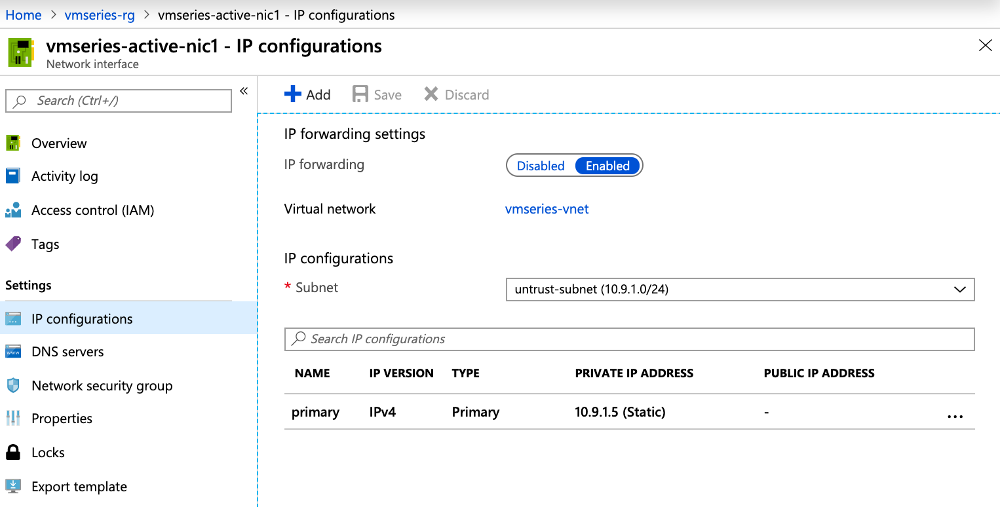 Home > vmseries-rg > vmseries-active-nic1 - IP configurations
vmseries-active-nic1 - IP configurations
Network interface
Search (Ctrl+/)
«
Overview
Activity log
Access control (IAM)
Tags
Settings
IP configurations
DNS servers
Network security group
Properties
Locks
Export template
Add Save Discard
IP forwarding settings
IP forwarding Disabled Enabled
Virtual network vmseries-vnet
IP configurations
* Subnet untrust-subnet (10.9.1.0/24)
Search IP configurations
NAME IP VERSION TYPE PRIVATE IP ADDRESS PUBLIC IP ADDRESS
primary IPv4 Primary 10.9.1.5 (Static) - ...